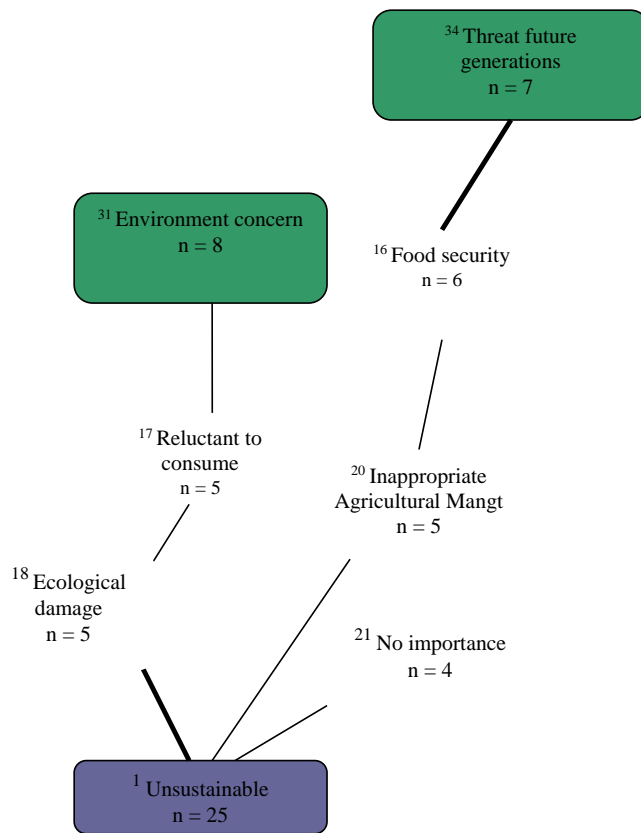 34 Threat future
generations
n = 7
31 Environment concern
n = 8
16 Food security
n = 6
17 Reluctant to
consume
n = 5
20 Inappropriate
Agricultural Mangt
n = 5
18 Ecological
damage
n = 5
21 No importance
n = 4
1 Unsustainable
n = 25